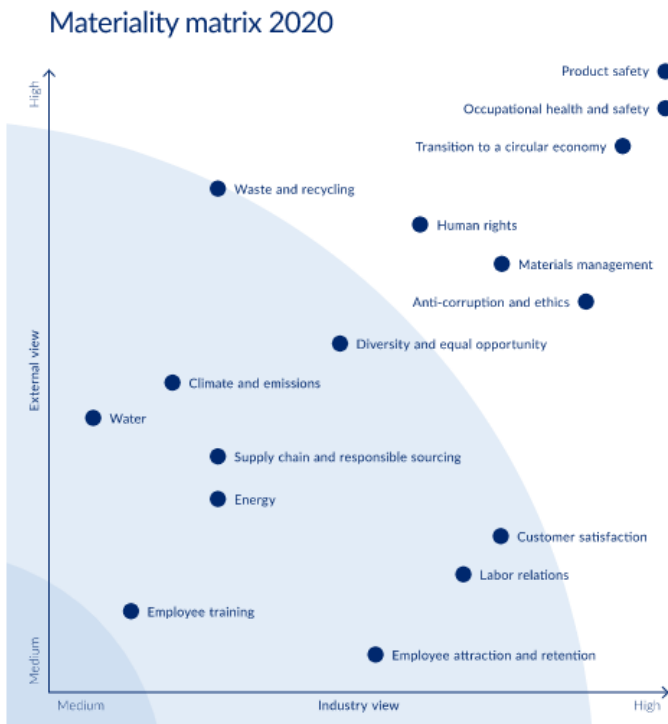 Materiality matrix 2020
High
Product safety
Occupational health and safety
Transition to a circular economy
Waste and recycling
Human rights
Materials management
Anti-corruption and ethics
External view
Diversity and equal opportunity
Climate and emissions
Water
Supply chain and responsible sourcing
Energy
Customer satisfaction
Labor relations
Employee training
Medium
Employee attraction and retention
Medium
Industry view
High